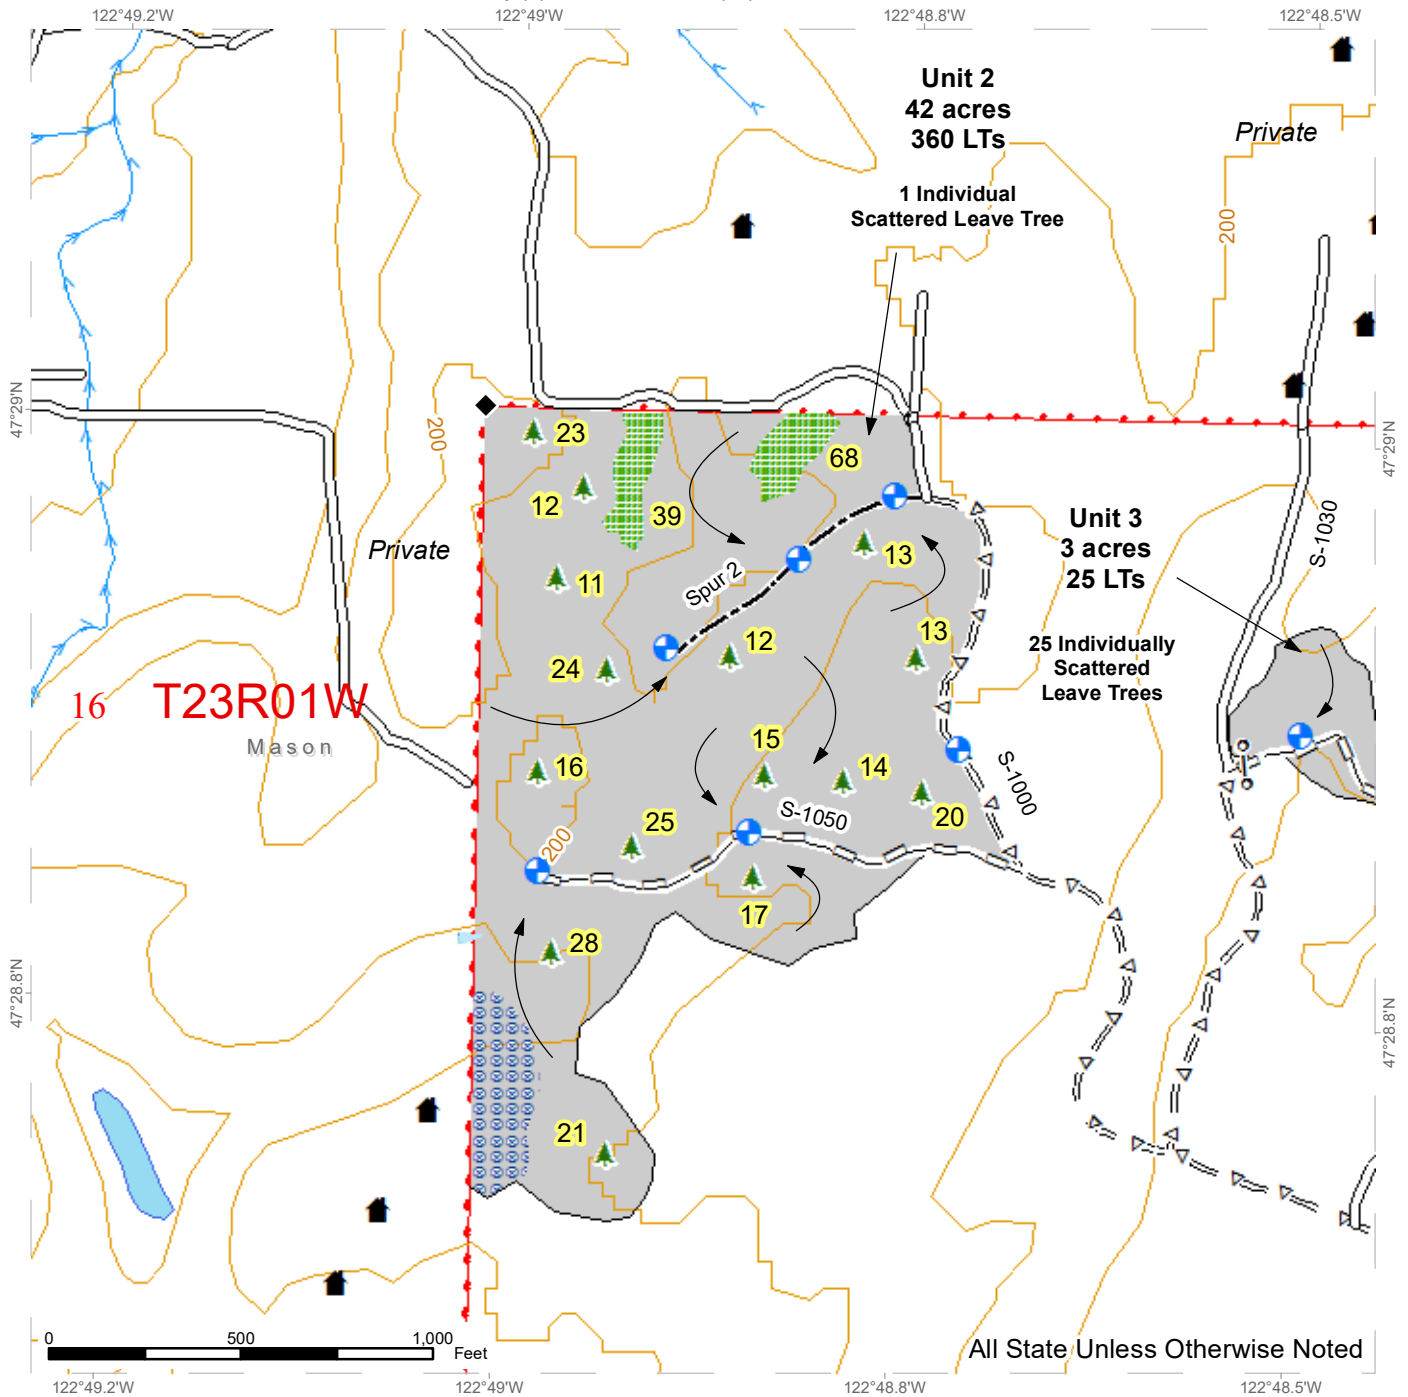 122°49.2'W
122°49'W
122°48.8'W
122°48.5'W
Unit 2
42 acres
360 LTs
1 Individual
Scattered Leave Tree
Private
200
47°29'N
47°29'N
200
23
12
39
68
11
Private
Spur 2
13
13
12
24
Unit 3
3 acres
25 LTs
25 Individually
Scattered
Leave Trees
S-1030
16
T23R01W
Mason
16
15
14
20
S-1000
S-1050
25
200
17
28
21
47°28.8'N
47°28.8'N
0
500
1,000
Feet
All State Unless Otherwise Noted
122°49.2'W
122°49'W
122°48.8'W
122°48.5'W